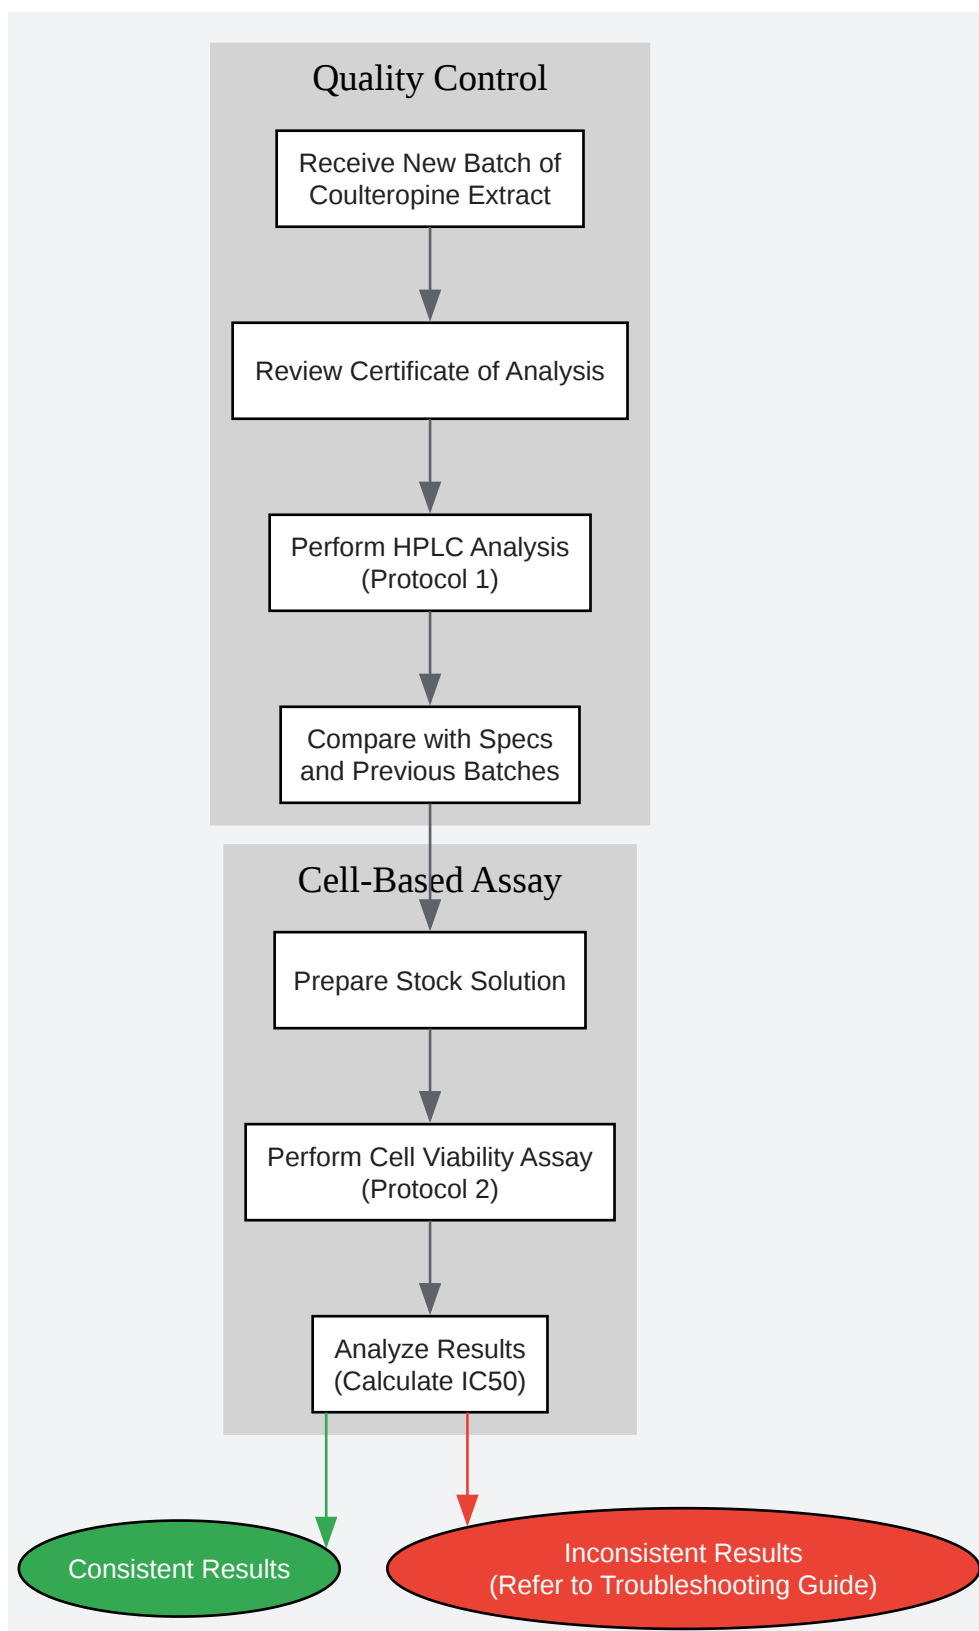 Quality Control
Receive New Batch of
Coulteropine Extract
Review Certificate of Analysis
Perform HPLC Analysis
(Protocol 1)
Compare with Specs
and Previous Batches
Cell-Based Assay
Prepare Stock Solution
Perform Cell Viability Assay
(Protocol 2)
Analyze Results
(Calculate IC50)
Consistent Results
Inconsistent Results
(Refer to Troubleshooting Guide)